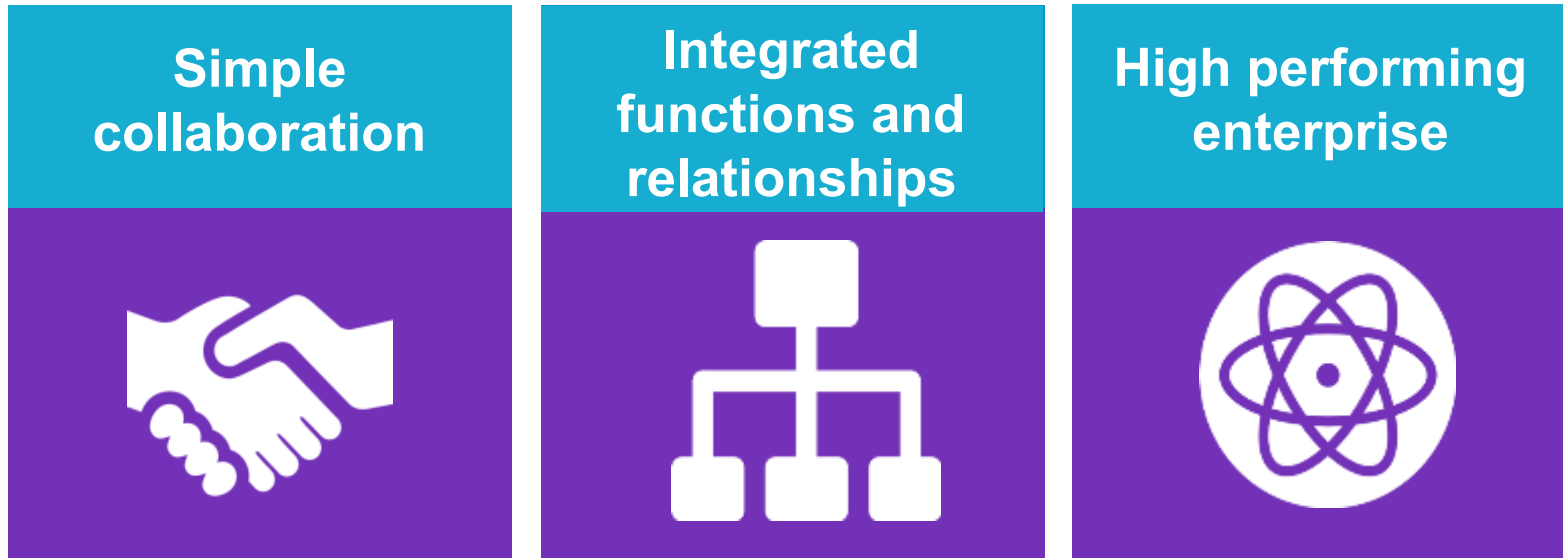 Simple
collaboration
Integrated
functions and
relationships
High performing
enterprise